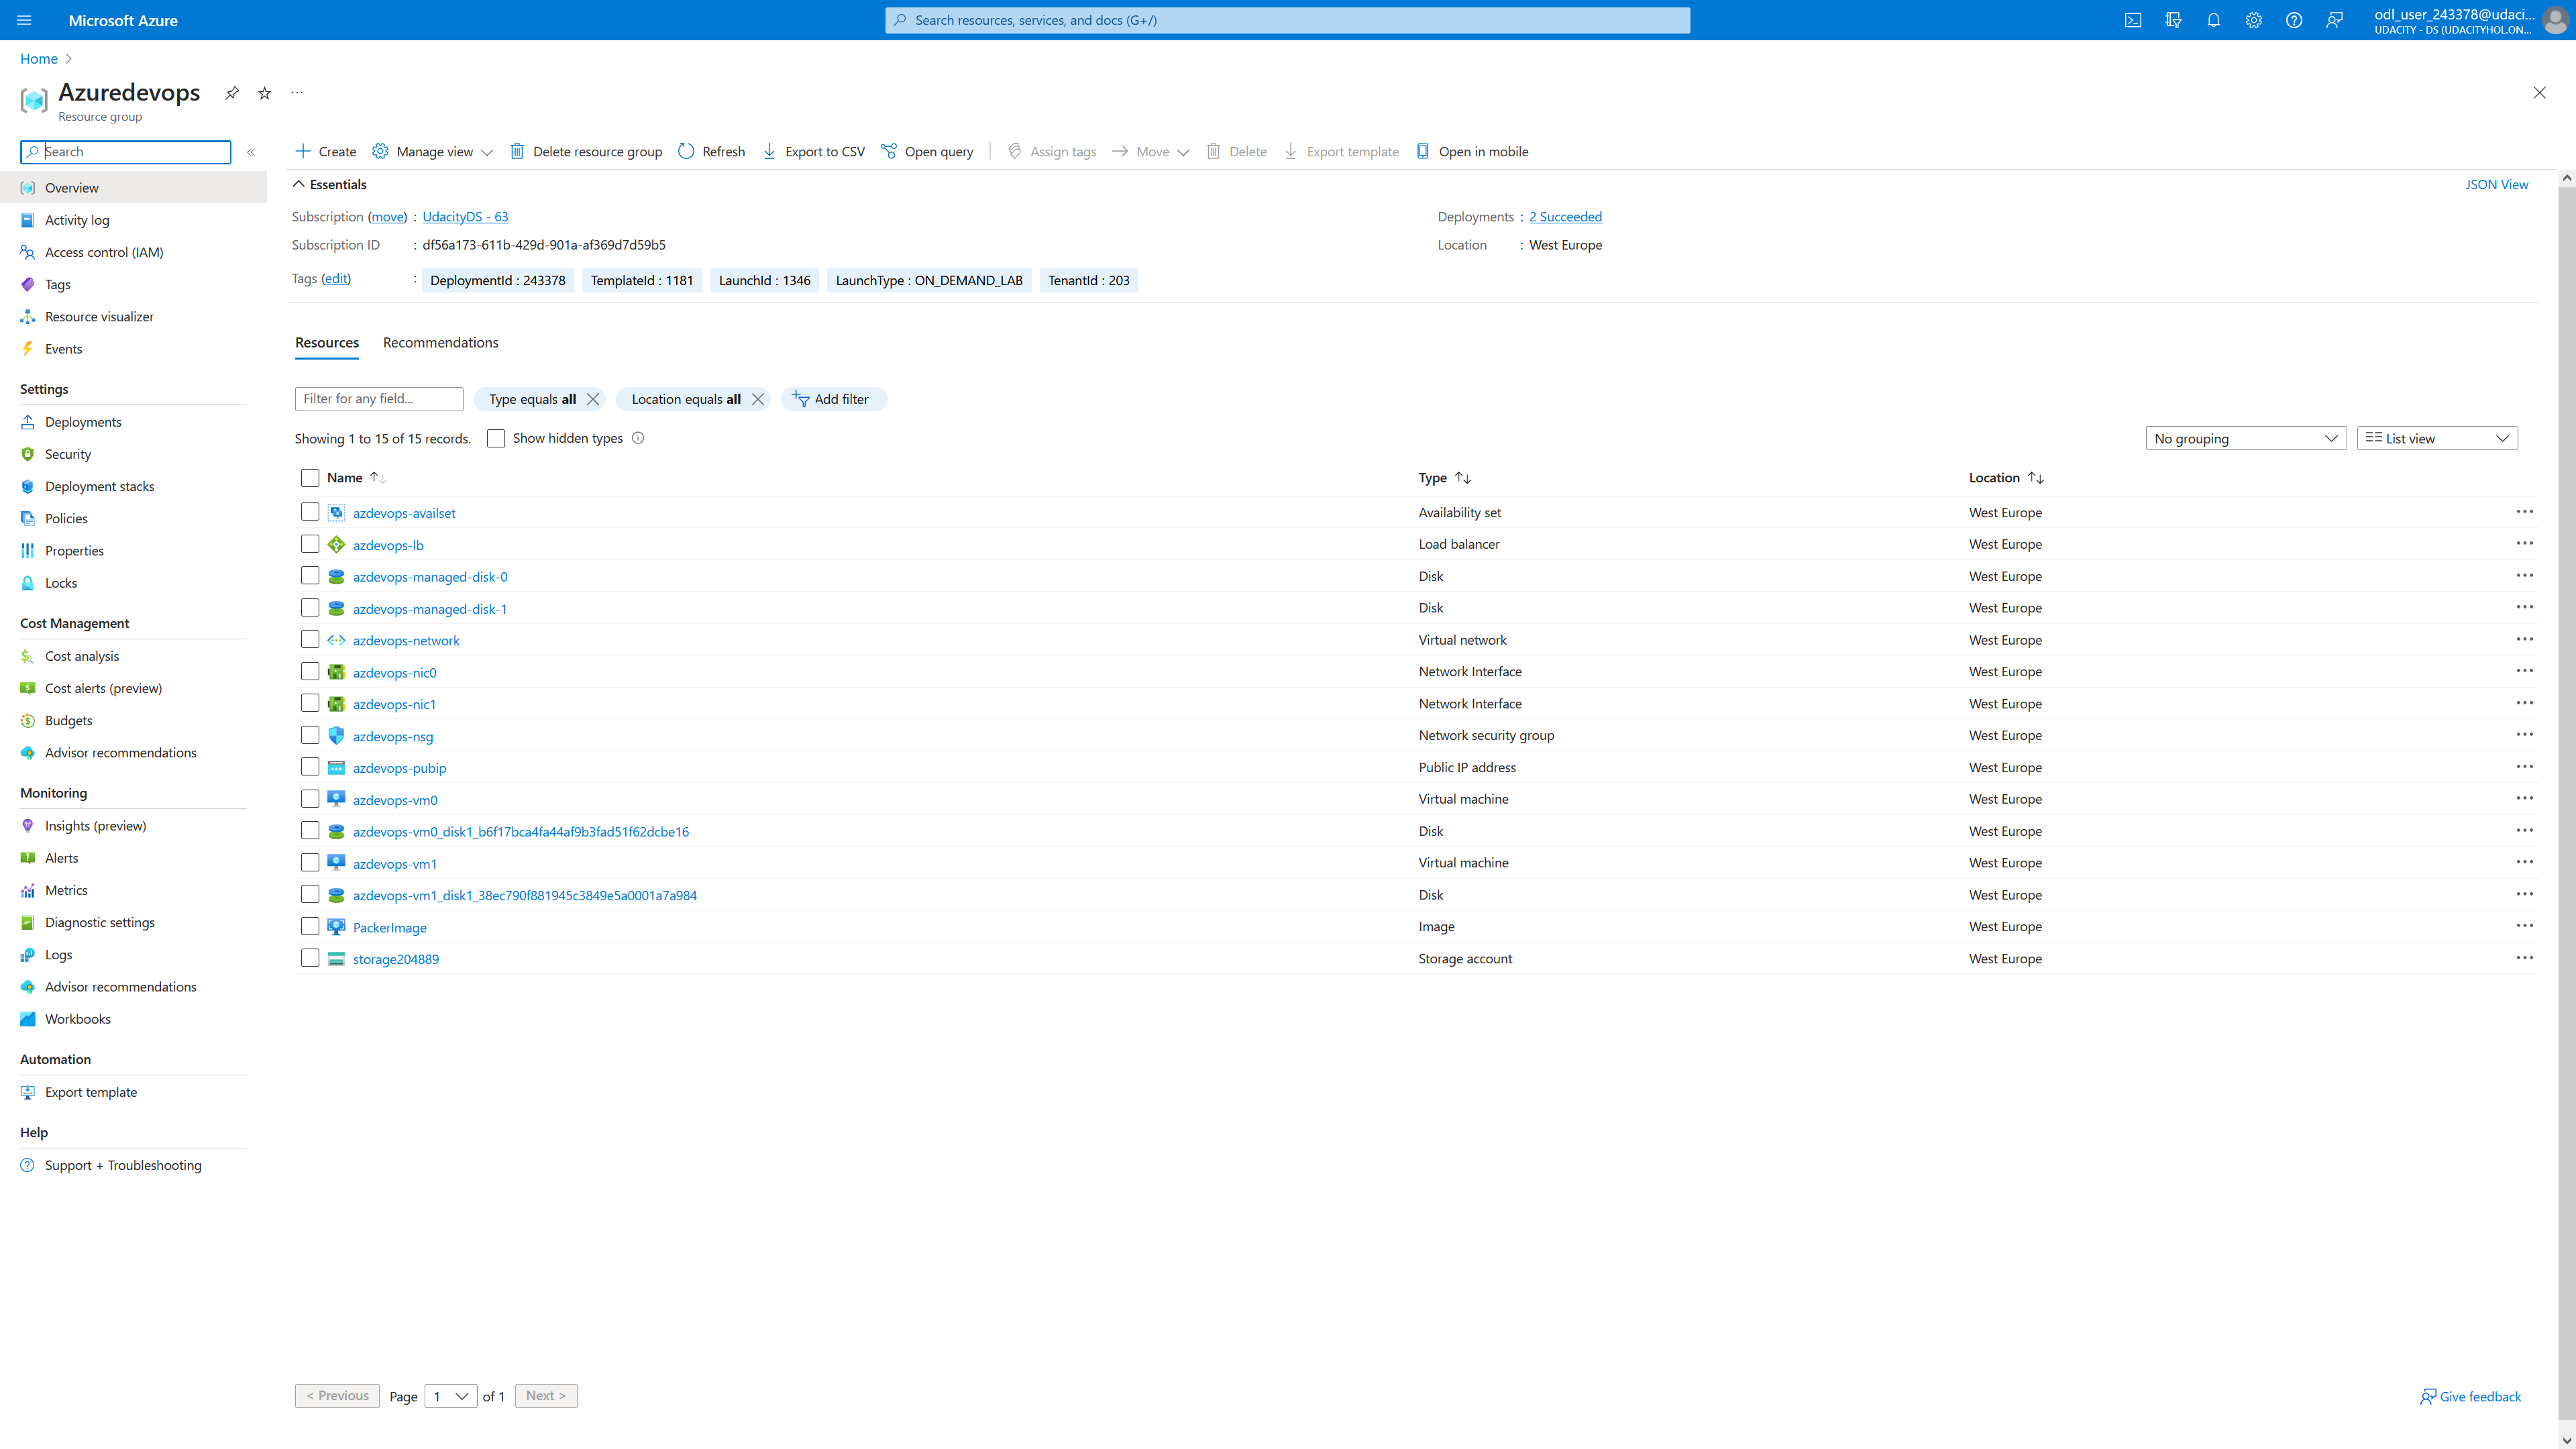 Microsoft Azure
Search resources, services, and docs (G+/)
odl_user_243378@udaci...
UDACITY - DS (UDACITYHOL.ON...
Home
Azuredevops
Resource group
Search
Create Manage view Delete resource group Refresh Export to CSV Open query Assign tags Move Delete Export template Open in mobile
Overview
Activity log
Access control (IAM)
Tags
Resource visualizer
Events
Settings
Deployments
Security
Deployment stacks
Policies
Properties
Locks
Cost Management
Cost analysis
Cost alerts (preview)
Budgets
Advisor recommendations
Monitoring
Insights (preview)
Alerts
Metrics
Diagnostic settings
Logs
Advisor recommendations
Workbooks
Automation
Export template
Help
Support + Troubleshooting
Essentials
JSON View
Subscription (move) : UdacityDS - 63
Deployments : 2 Succeeded
Subscription ID : df56a173-611b-429d-901a-af369d7d59b5
Location : West Europe
Tags (edit) : DeploymentId : 243378 TemplateId : 1181 LaunchId : 1346 LaunchType : ON_DEMAND_LAB TenantId : 203
Resources Recommendations
Filter for any field... Type equals all Location equals all Add filter
Showing 1 to 15 of 15 records. Show hidden types
No grouping List view
Name Type Location
azdevops-availset Availability set West Europe
azdevops-lb Load balancer West Europe
azdevops-managed-disk-0 Disk West Europe
azdevops-managed-disk-1 Disk West Europe
azdevops-network Virtual network West Europe
azdevops-nic0 Network Interface West Europe
azdevops-nic1 Network Interface West Europe
azdevops-nsg Network security group West Europe
azdevops-pubip Public IP address West Europe
azdevops-vm0 Virtual machine West Europe
azdevops-vm0_disk1_b6f17bca4fa44af9b3fad51f62dcbe16 Disk West Europe
azdevops-vm1 Virtual machine West Europe
azdevops-vm1_disk1_38ec790f881945c3849e5a0001a7a984 Disk West Europe
PackerImage Image West Europe
storage204889 Storage account West Europe
< Previous Page 1 of 1 Next >
Give feedback